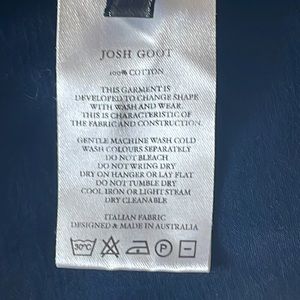 JOSH GOOT
100% COTTON
THIS GARMENT IS
DEVELOPED TO CHANGE SHAPE
WITH WASH AND WEAR.
THIS IS CHARACTERISTIC OF
THE FABRIC AND CONSTRUCTION.
GENTLE MACHINE WASH COLD
WASH COLOURS SEPARATELY
DO NOT BLEACH
DO NOT WRING DRY
DRY ON HANGER OR LAY FLAT
DO NOT TUMBLE DRY
COOL IRON OR LIGHT STEAM
DRY CLEANABLE
ITALIAN FABRIC
DESIGNED & MADE IN AUSTRALIA
30°C
P